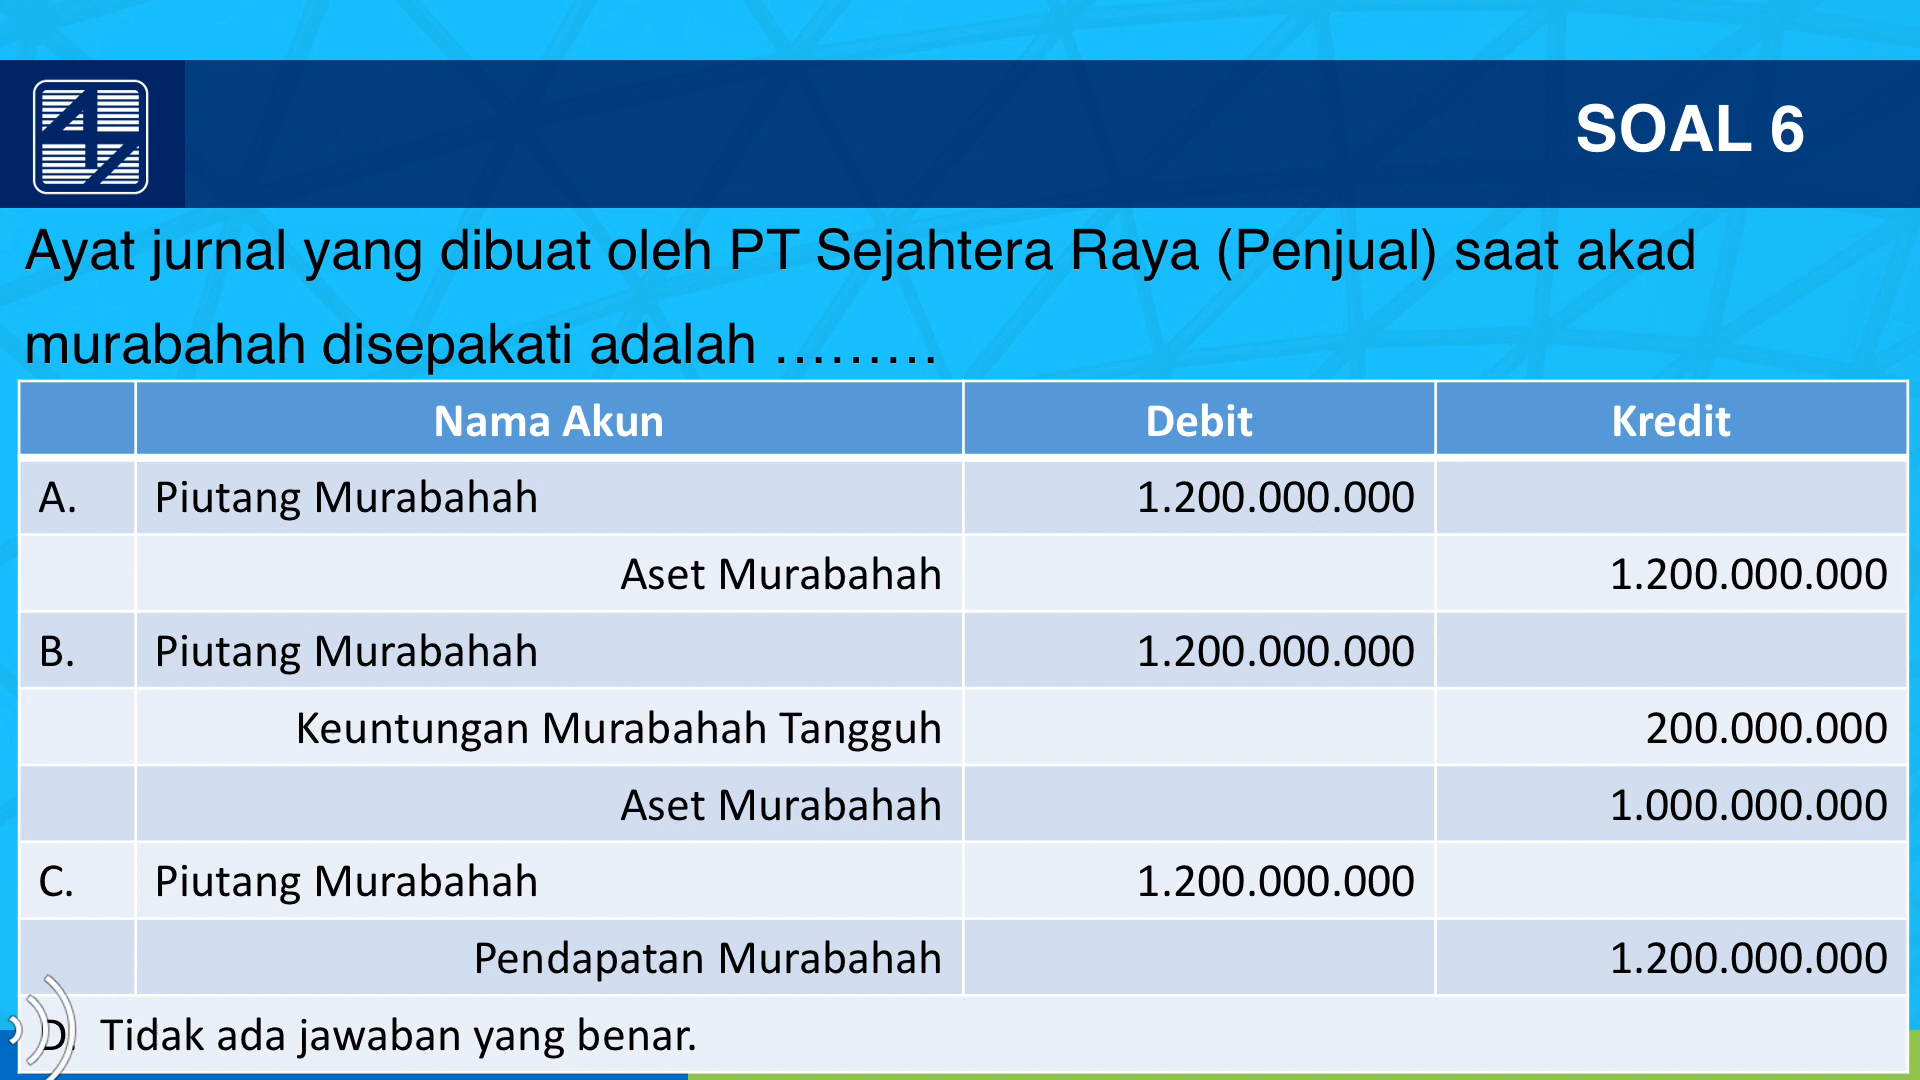 SOAL 6
Ayat jurnal yang dibuat oleh PT Sejahtera Raya (Penjual) saat akad
murabahah disepakati adalah ………
Nama Akun Debit Kredit
A. Piutang Murabahah 1.200.000.000
Aset Murabahah 1.200.000.000
B. Piutang Murabahah 1.200.000.000
Keuntungan Murabahah Tangguh 200.000.000
Aset Murabahah 1.000.000.000
C. Piutang Murabahah 1.200.000.000
Pendapatan Murabahah 1.200.000.000
D. Tidak ada jawaban yang benar.